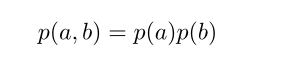 p(a, b) = p(a)p(b)